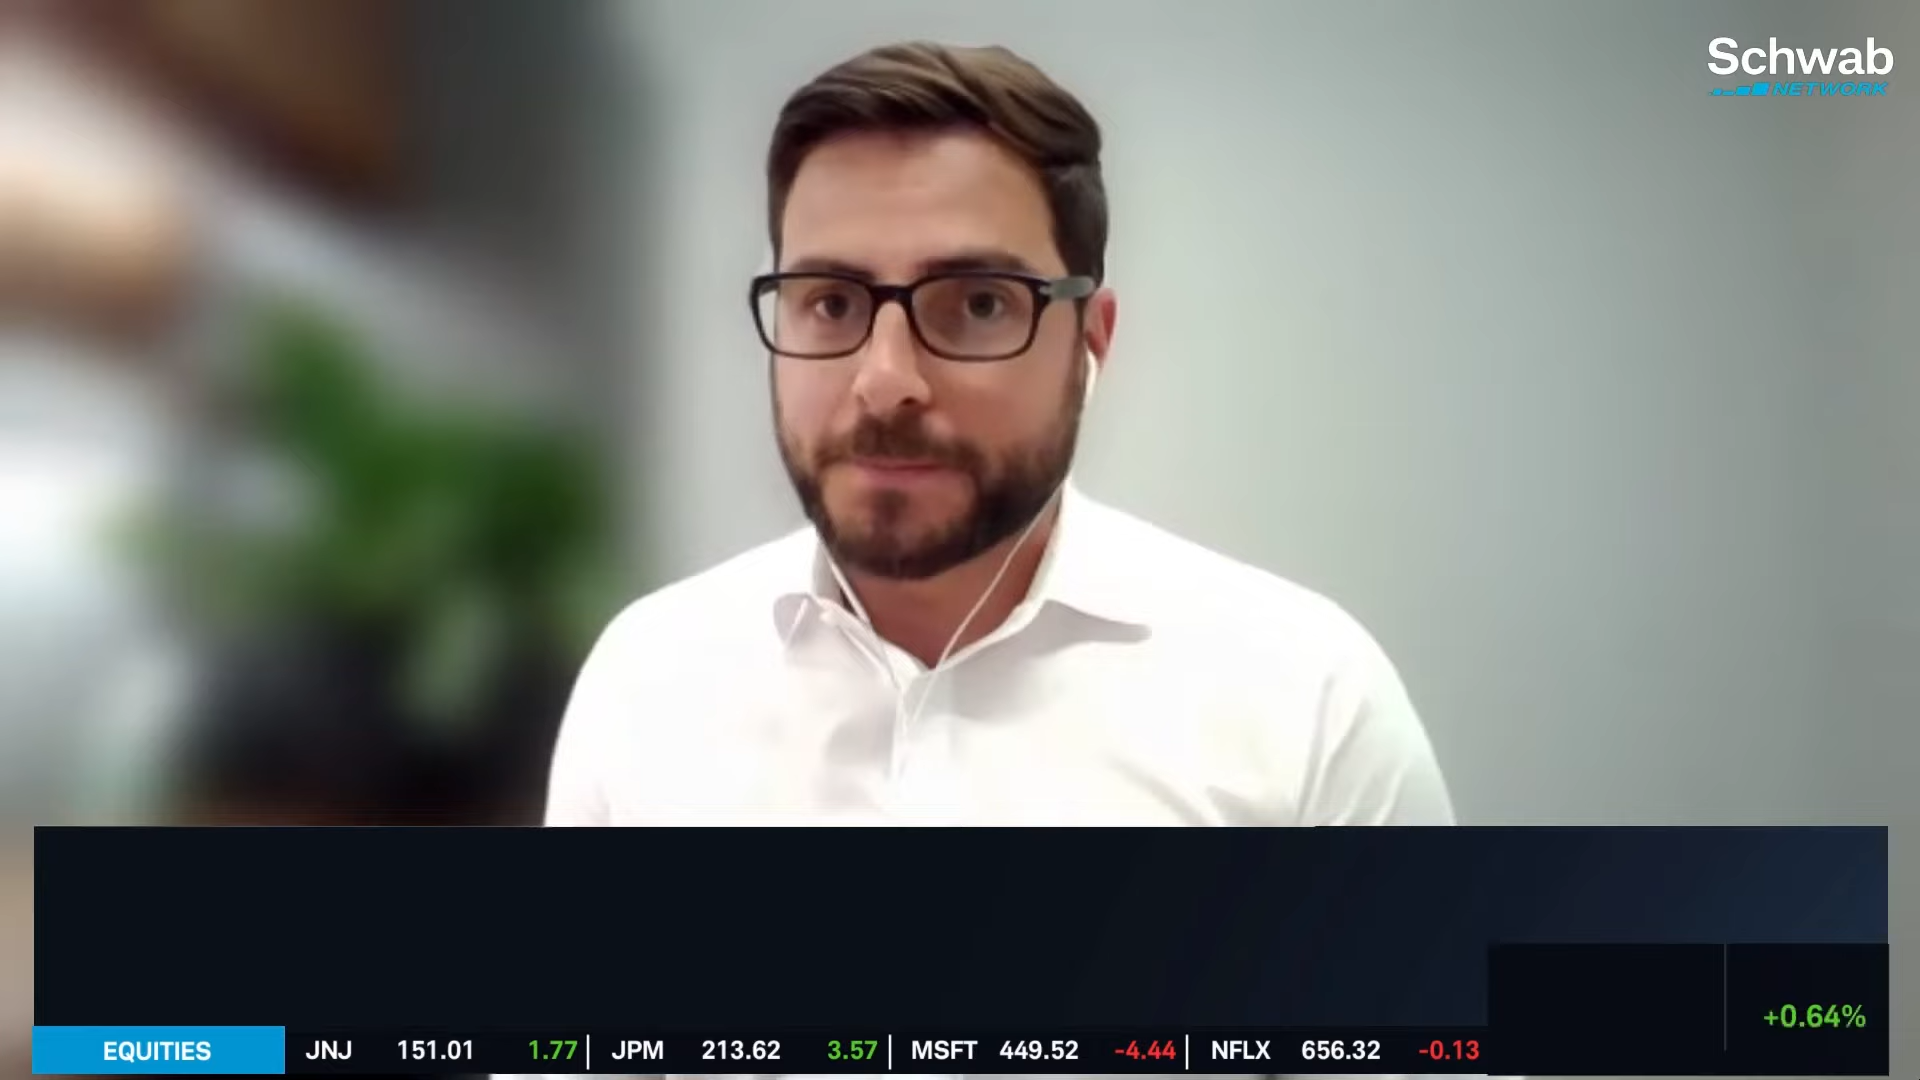 Schwab
NETWORK
+0.64%
EQUITIES JNJ 151.01 1.77 JPM 213.62 3.57 MSFT 449.52 -4.44 NFLX 656.32 -0.13